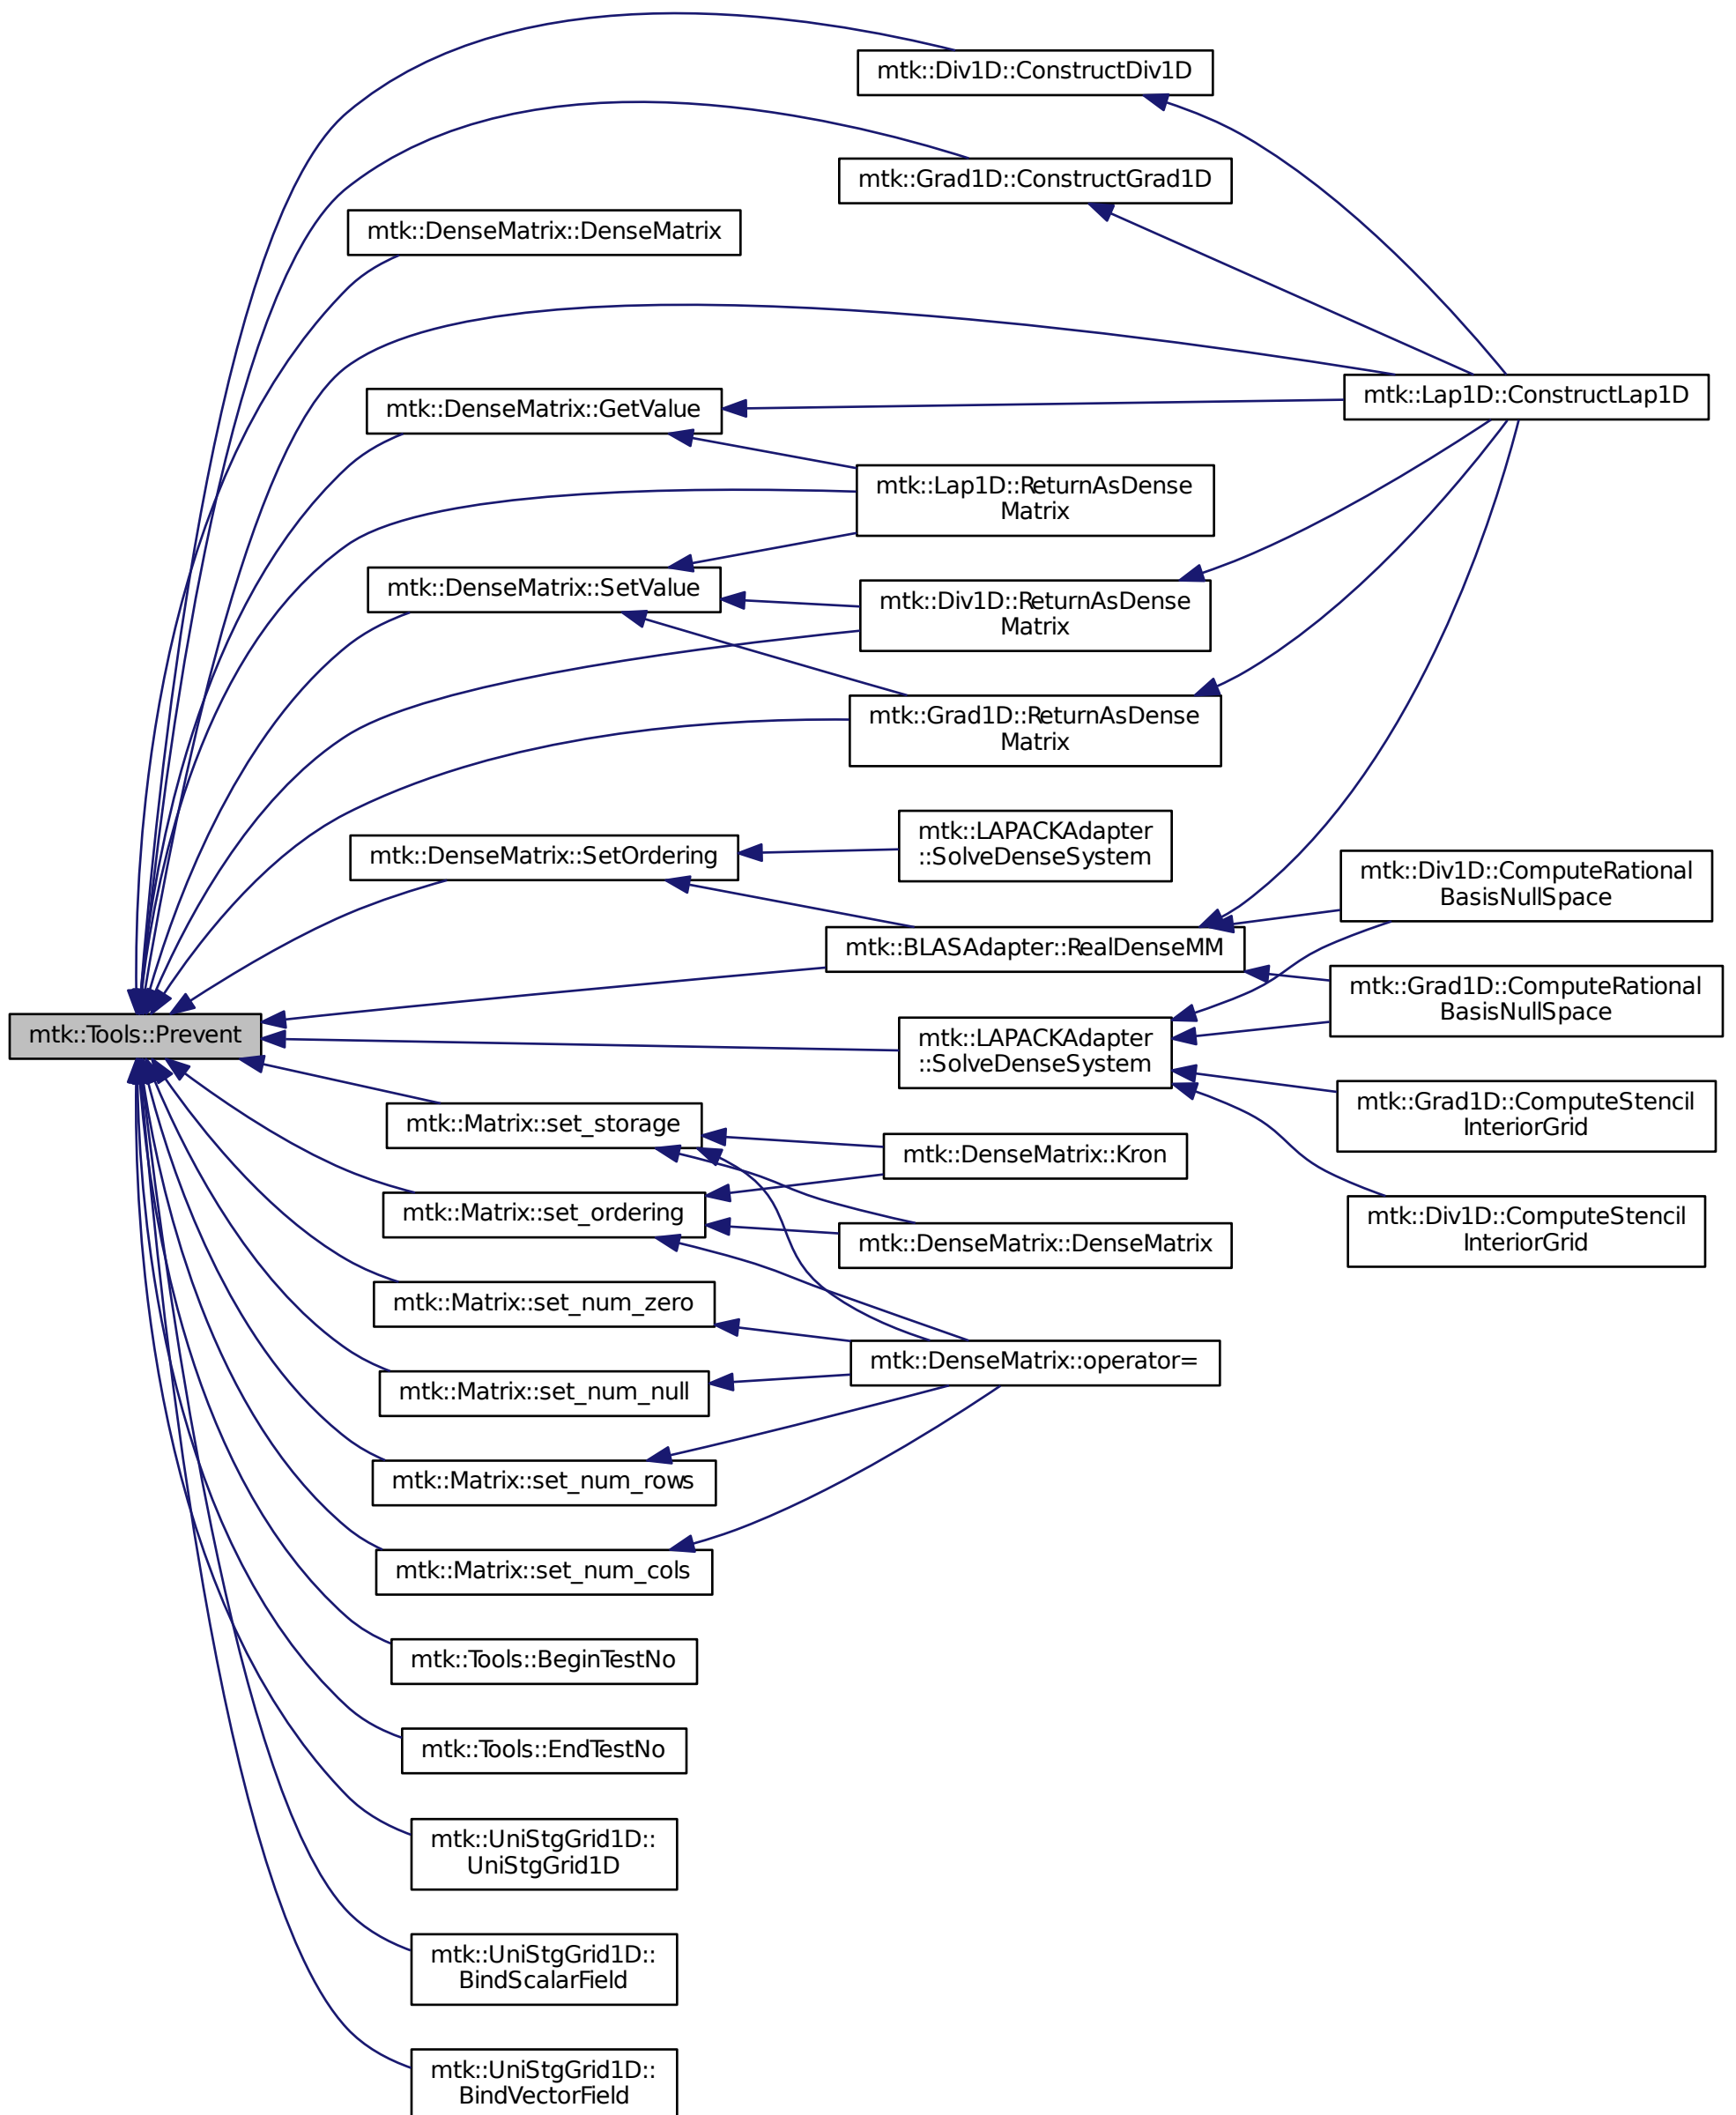 mtk::Div1D::ConstructDiv1D
mtk::Grad1D::ConstructGrad1D
mtk::DenseMatrix::DenseMatrix
mtk::Lap1D::ConstructLap1D
mtk::DenseMatrix::GetValue
mtk::Lap1D::ReturnAsDense
Matrix
mtk::DenseMatrix::SetValue
mtk::Div1D::ReturnAsDense
Matrix
mtk::Grad1D::ReturnAsDense
Matrix
mtk::DenseMatrix::SetOrdering
mtk::LAPACKAdapter
::SolveDenseSystem
mtk::Div1D::ComputeRational
BasisNullSpace
mtk::BLASAdapter::RealDenseMM
mtk::Grad1D::ComputeRational
BasisNullSpace
mtk::Tools::Prevent
mtk::LAPACKAdapter
::SolveDenseSystem
mtk::Grad1D::ComputeStencil
InteriorGrid
mtk::Matrix::set_storage
mtk::DenseMatrix::Kron
mtk::Matrix::set_ordering
mtk::Div1D::ComputeStencil
InteriorGrid
mtk::DenseMatrix::DenseMatrix
mtk::Matrix::set_num_zero
mtk::DenseMatrix::operator=
mtk::Matrix::set_num_null
mtk::Matrix::set_num_rows
mtk::Matrix::set_num_cols
mtk::Tools::BeginTestNo
mtk::Tools::EndTestNo
mtk::UniStgGrid1D::
UniStgGrid1D
mtk::UniStgGrid1D::
BindScalarField
mtk::UniStgGrid1D::
BindVectorField